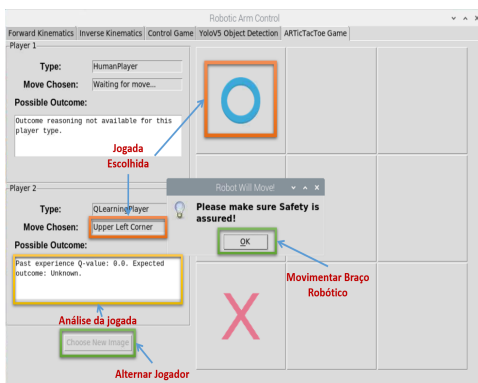 Robotic Arm Control
Forward Kinematics Inverse Kinematics Control Game YoloV5 Object Detection ARTicTacToe Game
Player 1
Type: HumanPlayer
Move Chosen: Waiting for move...
Possible Outcome:
Outcome reasoning not available for this
player type.
Jogada
Escolhida
Player 2
Type: QLearningPlayer
Move Chosen: Upper Left Corner
Possible Outcome:
Past experience Q-value: 0.0. Expected
outcome: Unknown.
Análise da jogada
Choose New Image
Alternar Jogador
Robot Will Move!
Please make sure Safety is
assured!
OK
Movimentar Braço
Robótico
O
X